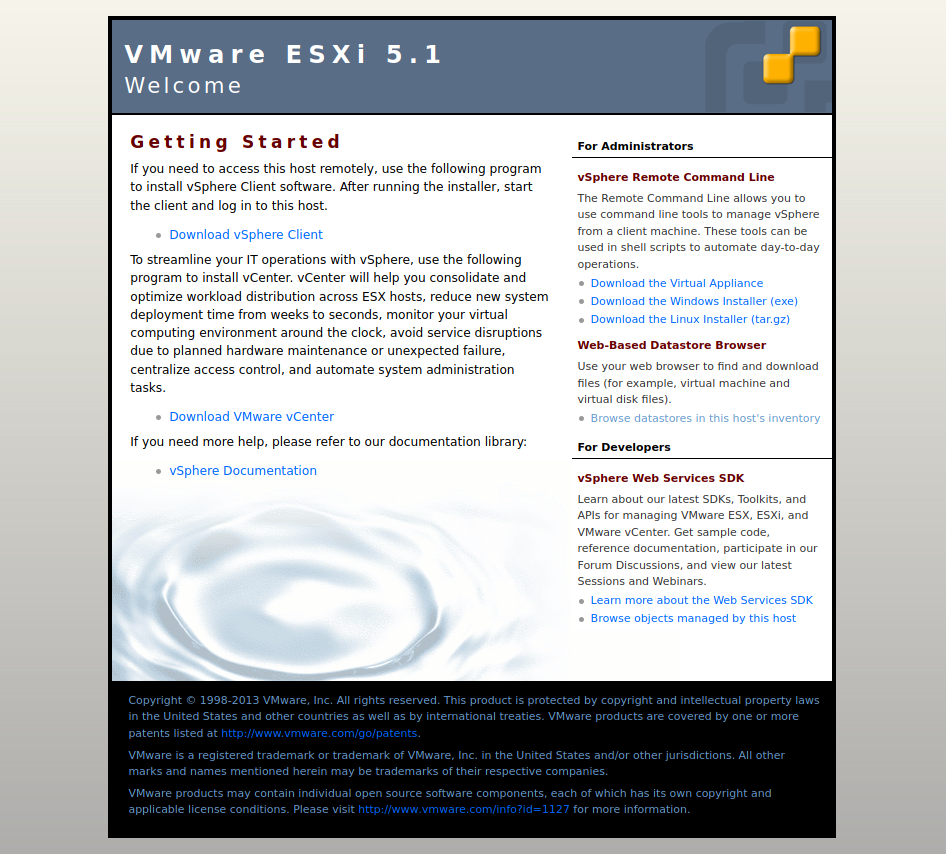 VMware ESXi 5.1
Welcome
Getting Started
If you need to access this host remotely, use the following program
to install vSphere Client software. After running the installer, start
the client and log in to this host.
Download vSphere Client
To streamline your IT operations with vSphere, use the following
program to install vCenter. vCenter will help you consolidate and
optimize workload distribution across ESX hosts, reduce new system
deployment time from weeks to seconds, monitor your virtual
computing environment around the clock, avoid service disruptions
due to planned hardware maintenance or unexpected failure,
centralize access control, and automate system administration
tasks.
Download VMware vCenter
If you need more help, please refer to our documentation library:
vSphere Documentation
For Administrators
vSphere Remote Command Line
The Remote Command Line allows you to
use command line tools to manage vSphere
from a client machine. These tools can be
used in shell scripts to automate day-to-day
operations.
Download the Virtual Appliance
Download the Windows Installer (exe)
Download the Linux Installer (tar.gz)
Web-Based Datastore Browser
Use your web browser to find and download
files (for example, virtual machine and
virtual disk files).
Browse datastores in this host's inventory
For Developers
vSphere Web Services SDK
Learn about our latest SDKs, Toolkits, and
APIs for managing VMware ESX, ESXi, and
VMware vCenter. Get sample code,
reference documentation, participate in our
Forum Discussions, and view our latest
Sessions and Webinars.
Learn more about the Web Services SDK
Browse objects managed by this host
Copyright © 1998-2013 VMware, Inc. All rights reserved. This product is protected by copyright and intellectual property laws
in the United States and other countries as well as by international treaties. VMware products are covered by one or more
patents listed at http://www.vmware.com/go/patents.
VMware is a registered trademark or trademark of VMware, Inc. in the United States and/or other jurisdictions. All other
marks and names mentioned herein may be trademarks of their respective companies.
VMware products may contain individual open source software components, each of which has its own copyright and
applicable license conditions. Please visit http://www.vmware.com/info?id=1127 for more information.